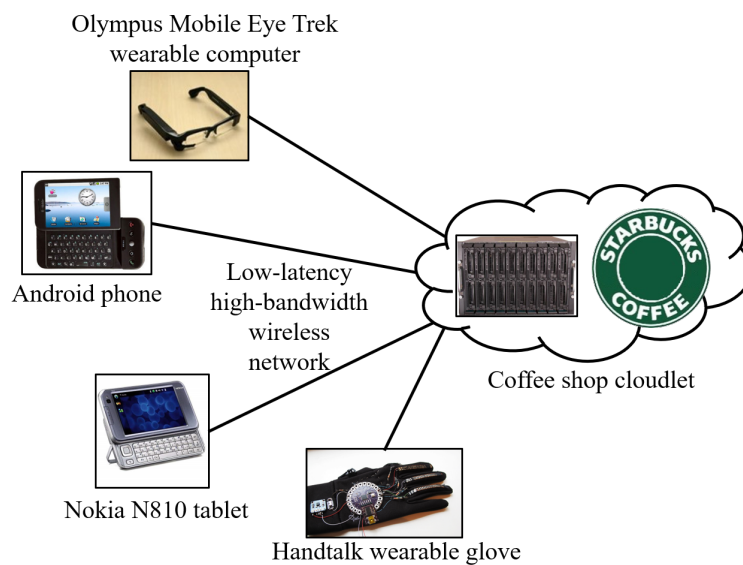 Olympus Mobile Eye Trek
wearable computer
Android phone
Low-latency
high-bandwidth
wireless
network
STARBUCKS
COFFEE
Coffee shop cloudlet
Nokia N810 tablet
Handtalk wearable glove